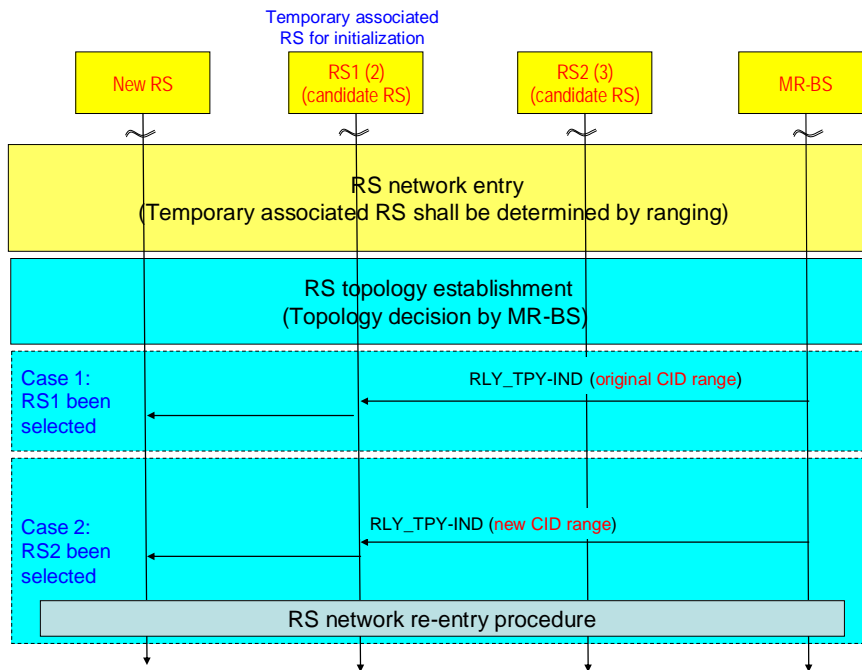 Temporary associated
RS for initialization
New RS
RS1 (2)
(candidate RS)
RS2 (3)
(candidate RS)
MR-BS
RS network entry
(Temporary associated RS shall be determined by ranging)
RS topology establishment
(Topology decision by MR-BS)
Case 1:
RS1 been
selected
RLY_TPY-IND (original CID range)
Case 2:
RS2 been
selected
RLY_TPY-IND (new CID range)
RS network re-entry procedure